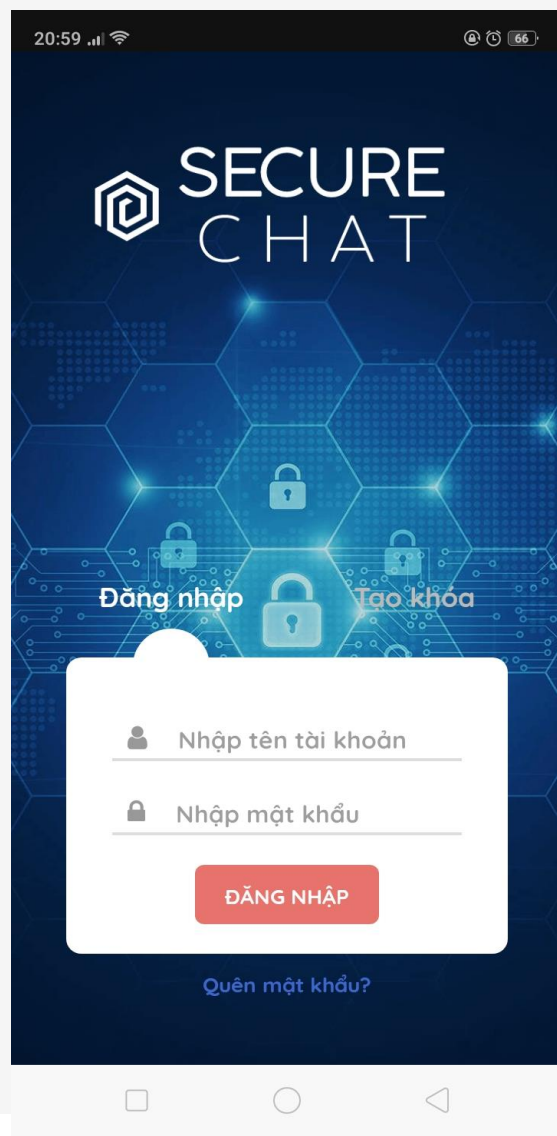 20:59
66
SECURE
CHAT
Đăng nhập
Tạo khóa
Nhập tên tài khoản
Nhập mật khẩu
ĐĂNG NHẬP
Quên mật khẩu?